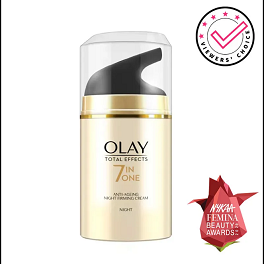 VIEWERS' CHOICE
OLAY
TOTAL EFFECTS
7 IN ONE
ANTI-AGEING
NIGHT FIRMING CREAM
NIGHT
NYKAA
FEMINA
BEAUTY
AWARDS